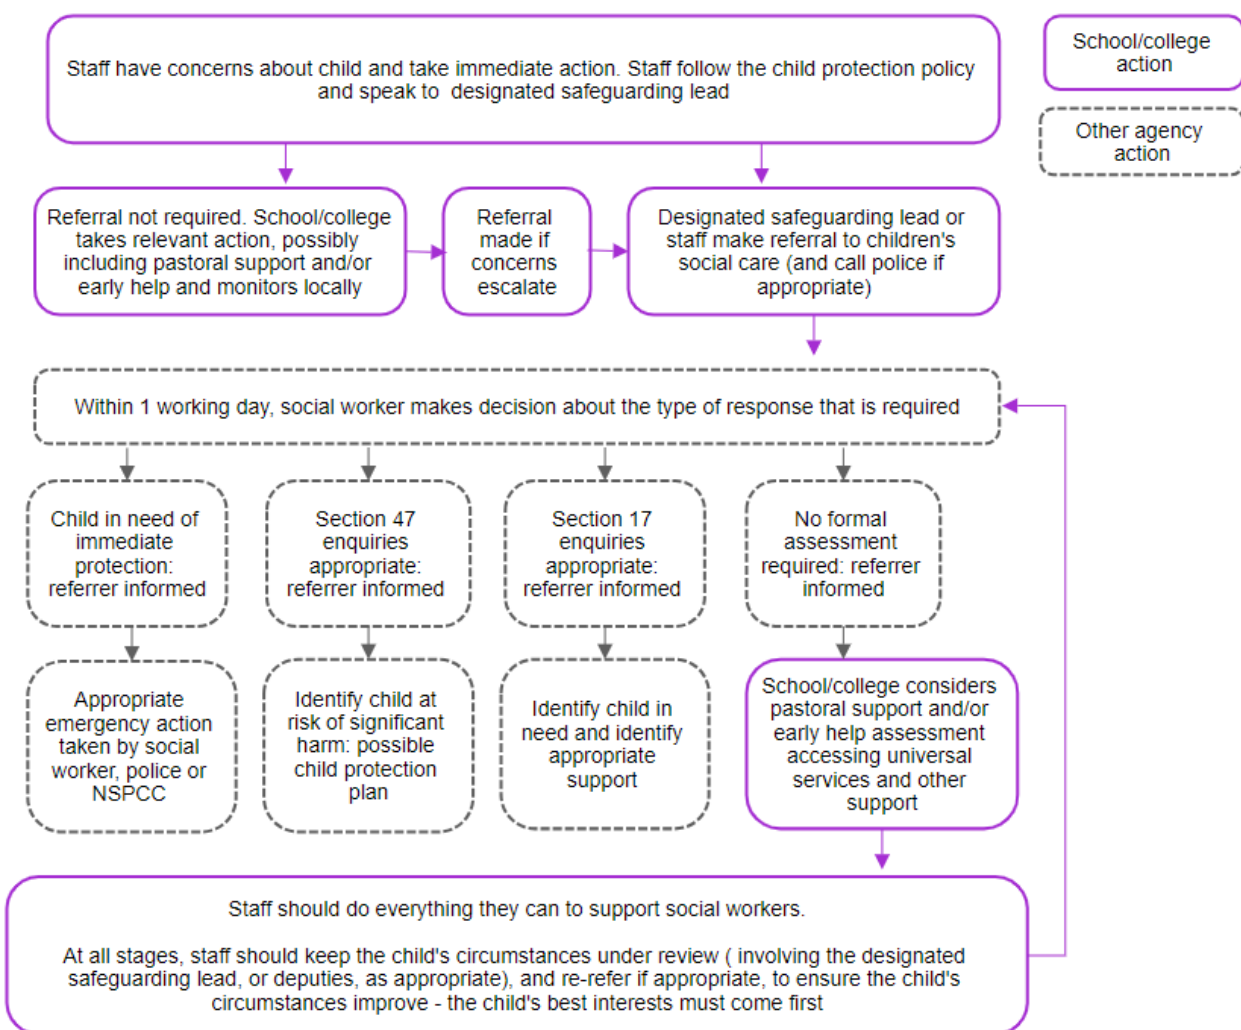 Staff have concerns about child and take immediate action. Staff follow the child protection policy
and speak to  designated safeguarding lead
School/college
action
Other agency
action
Referral not required. School/college
takes relevant action, possibly
including pastoral support and/or
early help and monitors locally
Referral
made if
concerns
escalate
Designated safeguarding lead or
staff make referral to children's
social care (and call police if
appropriate)
Within 1 working day, social worker makes decision about the type of response that is required
Child in need of
immediate
protection:
referrer informed
Section 47
enquiries
appropriate:
referrer informed
Section 17
enquiries
appropriate:
referrer informed
No formal
assessment
required: referrer
informed
Appropriate
emergency action
taken by social
worker, police or
NSPCC
Identify child at
risk of significant
harm: possible
child protection
plan
Identify child in
need and identify
appropriate
support
School/college considers
pastoral support and/or
early help assessment
accessing universal
services and other
support
Staff should do everything they can to support social workers.
At all stages, staff should keep the child's circumstances under review ( involving the designated
safeguarding lead, or deputies, as appropriate), and re-refer if appropriate, to ensure the child's
circumstances improve - the child's best interests must come first